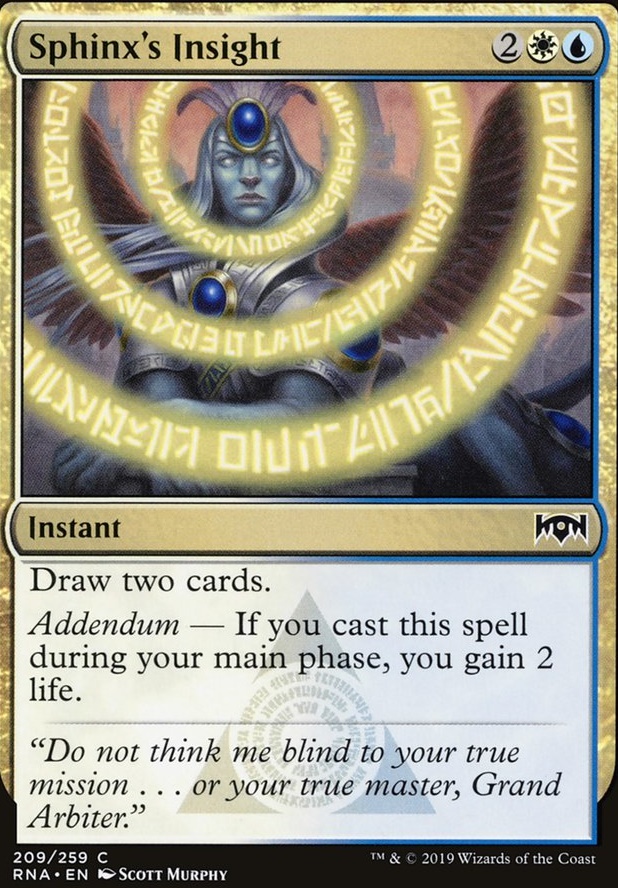 Sphinx's Insight 2
Instant
Draw two cards.
Addendum — If you cast this spell
during your main phase, you gain 2
life.
“Do not think me blind to your true
mission . . . or your true master, Grand
Arbiter.”
209/259 C
RNA • EN Scott Murphy
™ & © 2019 Wizards of the Coast